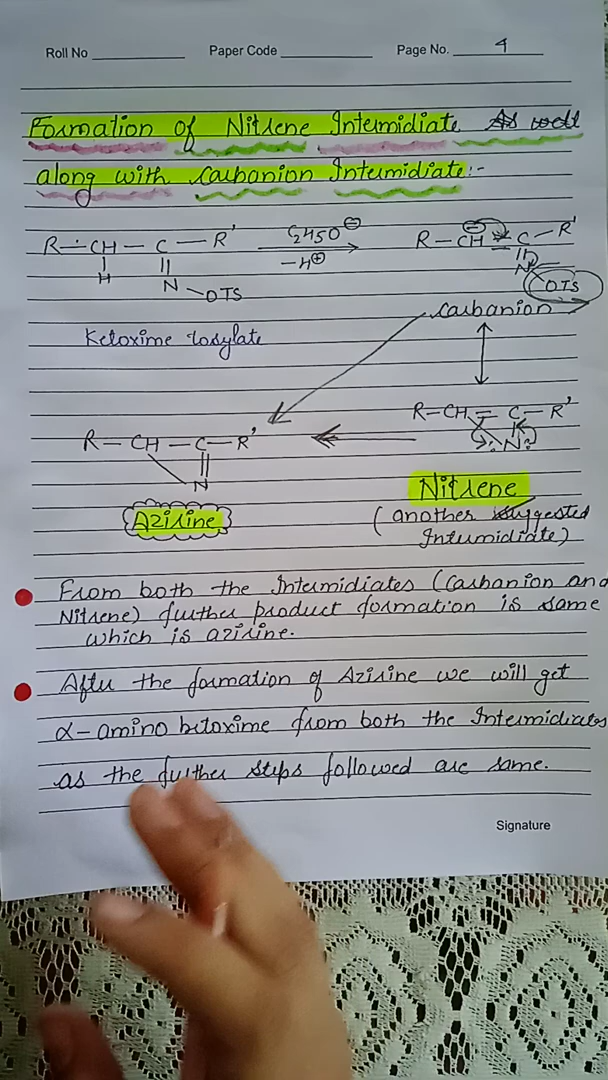 Roll No ____________ Paper Code ____________ Page No. 4
Formation of Nitrene Intermidiate As well
along with Carbanion Intermidiate:-
R-CH-C-R' C2H5O⊖ R-CH⊖-C-R'
H || -H⊕ ||
N-OTS N
OTS
Carbanion
Ketoxime tosylate
R-CH=C-R'
R-CH-C-R' :N:
N
Nitrene
Azirine
(another suggested
Intermidiate)
From both the Intermidiates (Carbanion and
Nitrene) further product formation is same
which is azirine.
After the formation of Azirine we will get
α-amino ketoxime from both the Intermidiates
as the further steps followed are same.
Signature